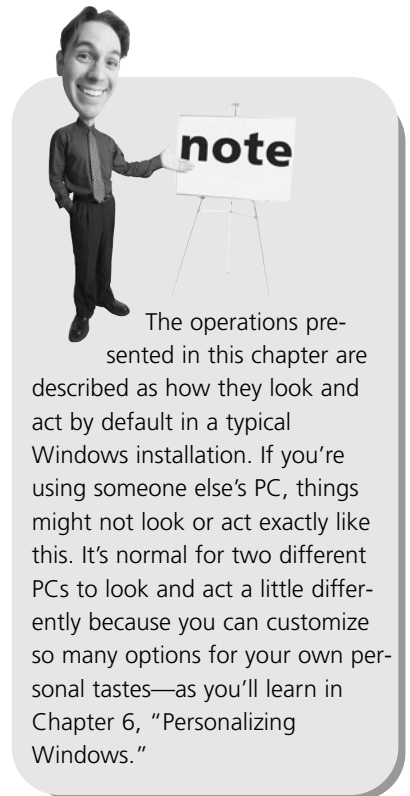 note
The operations pre-
sented in this chapter are
described as how they look and
act by default in a typical
Windows installation. If you’re
using someone else’s PC, things
might not look or act exactly like
this. It’s normal for two different
PCs to look and act a little differ-
ently because you can customize
so many options for your own per-
sonal tastes—as you’ll learn in
Chapter 6, “Personalizing
Windows.”